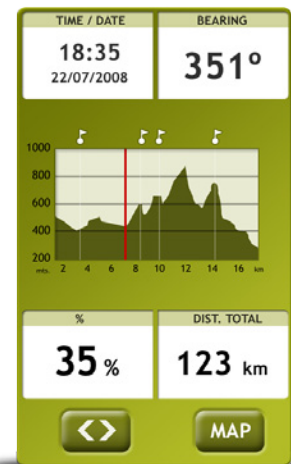 TIME / DATE
18:35
22/07/2008
BEARING
351º
1000
800
600
400
200
mts. 2 4 6 8 10 12 14 16 km
%
35 %
DIST. TOTAL
123 km
<>
MAP